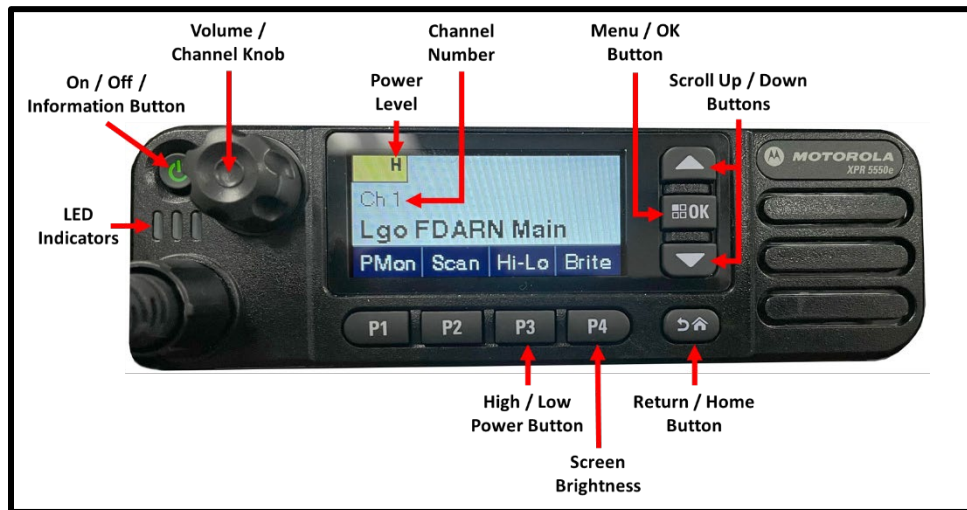 Volume /
Channel Knob
Channel
Number
Menu / OK
Button
On / Off /
Information Button
Power
Level
Scroll Up / Down
Buttons
LED
Indicators
H
Ch 1
Lgo FDARN Main
PMon Scan Hi-Lo Brite
OK
M MOTOROLA
XPR 5550e
P1 P2 P3 P4
High / Low
Power Button
Return / Home
Button
Screen
Brightness